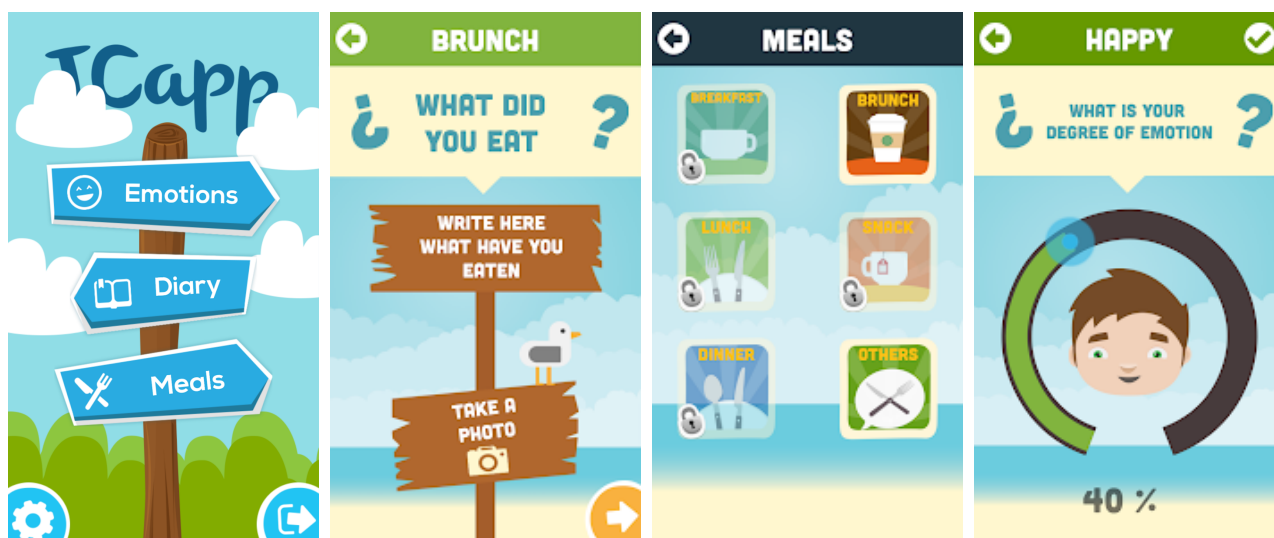 TCapp
Emotions
Diary
Meals
BRUNCH
¿ WHAT DID ?
YOU EAT
WRITE HERE
WHAT HAVE YOU
EATEN
TAKE A
PHOTO
MEALS
BREAKFAST
BRUNCH
LUNCH
SNACK
DINNER
OTHERS
HAPPY
¿ WHAT IS YOUR ?
DEGREE OF EMOTION
40 %